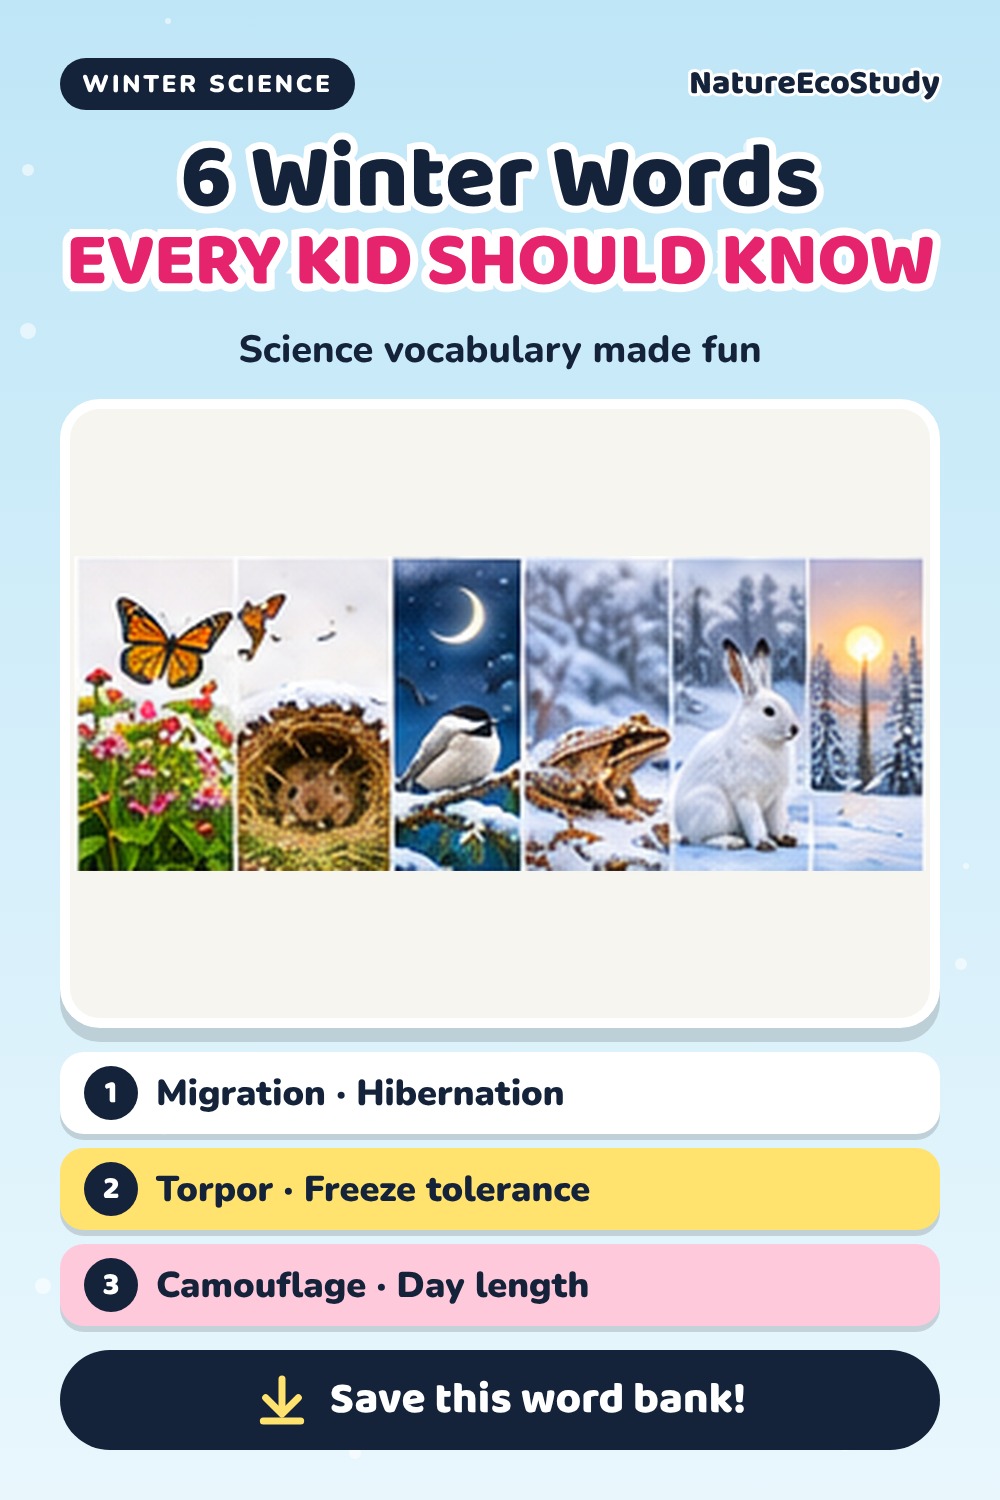 WINTER SCIENCE
NatureEcoStudy
6 Winter Words
EVERY KID SHOULD KNOW
Science vocabulary made fun
1 Migration · Hibernation
2 Torpor · Freeze tolerance
3 Camouflage · Day length
Save this word bank!